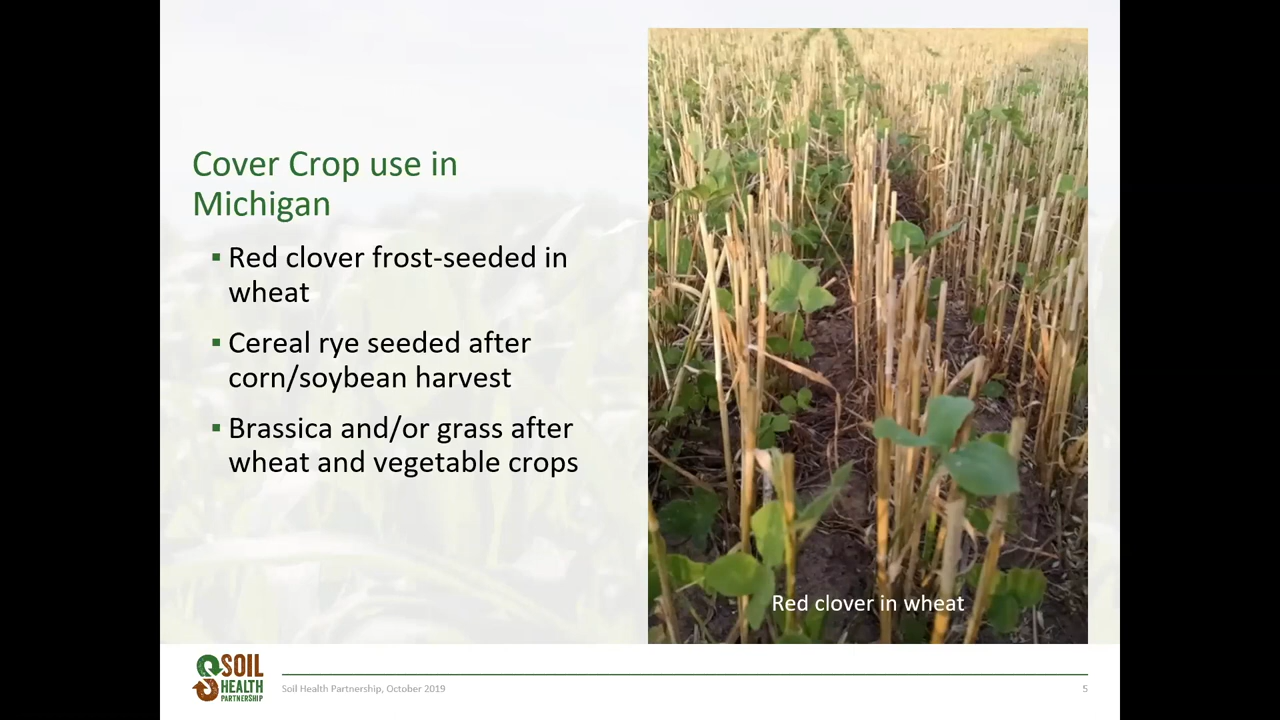 Cover Crop use in
Michigan
▪ Red clover frost-seeded in
wheat
▪ Cereal rye seeded after
corn/soybean harvest
▪ Brassica and/or grass after
wheat and vegetable crops
Red clover in wheat
SOIL
HEALTH
PARTNERSHIP
Soil Health Partnership, October 2019
5